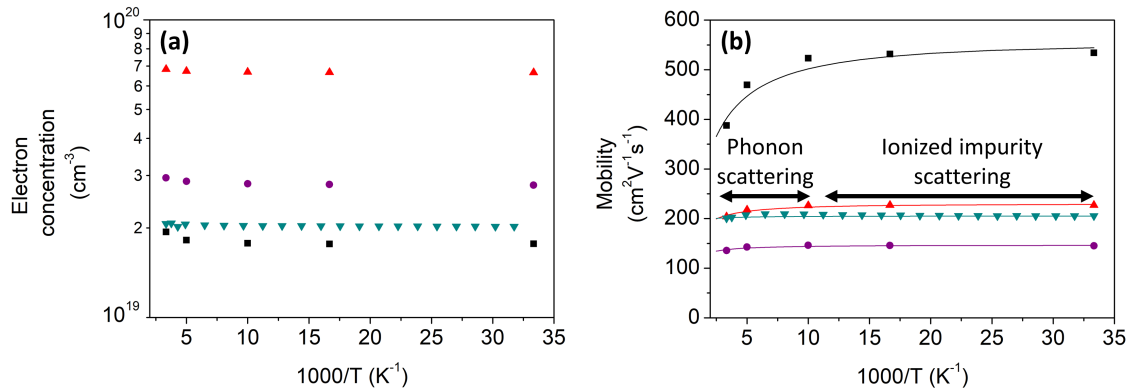 (a)
10^20
9
8
7
6
5
4
3
2
10^19
Electron
concentration
(cm^-3)
5 10 15 20 25 30 35
1000/T (K^-1)
(b)
600
500
400
300
200
100
0
Mobility
(cm^2V^-1s^-1)
Phonon
scattering
Ionized impurity
scattering
5 10 15 20 25 30 35
1000/T (K^-1)